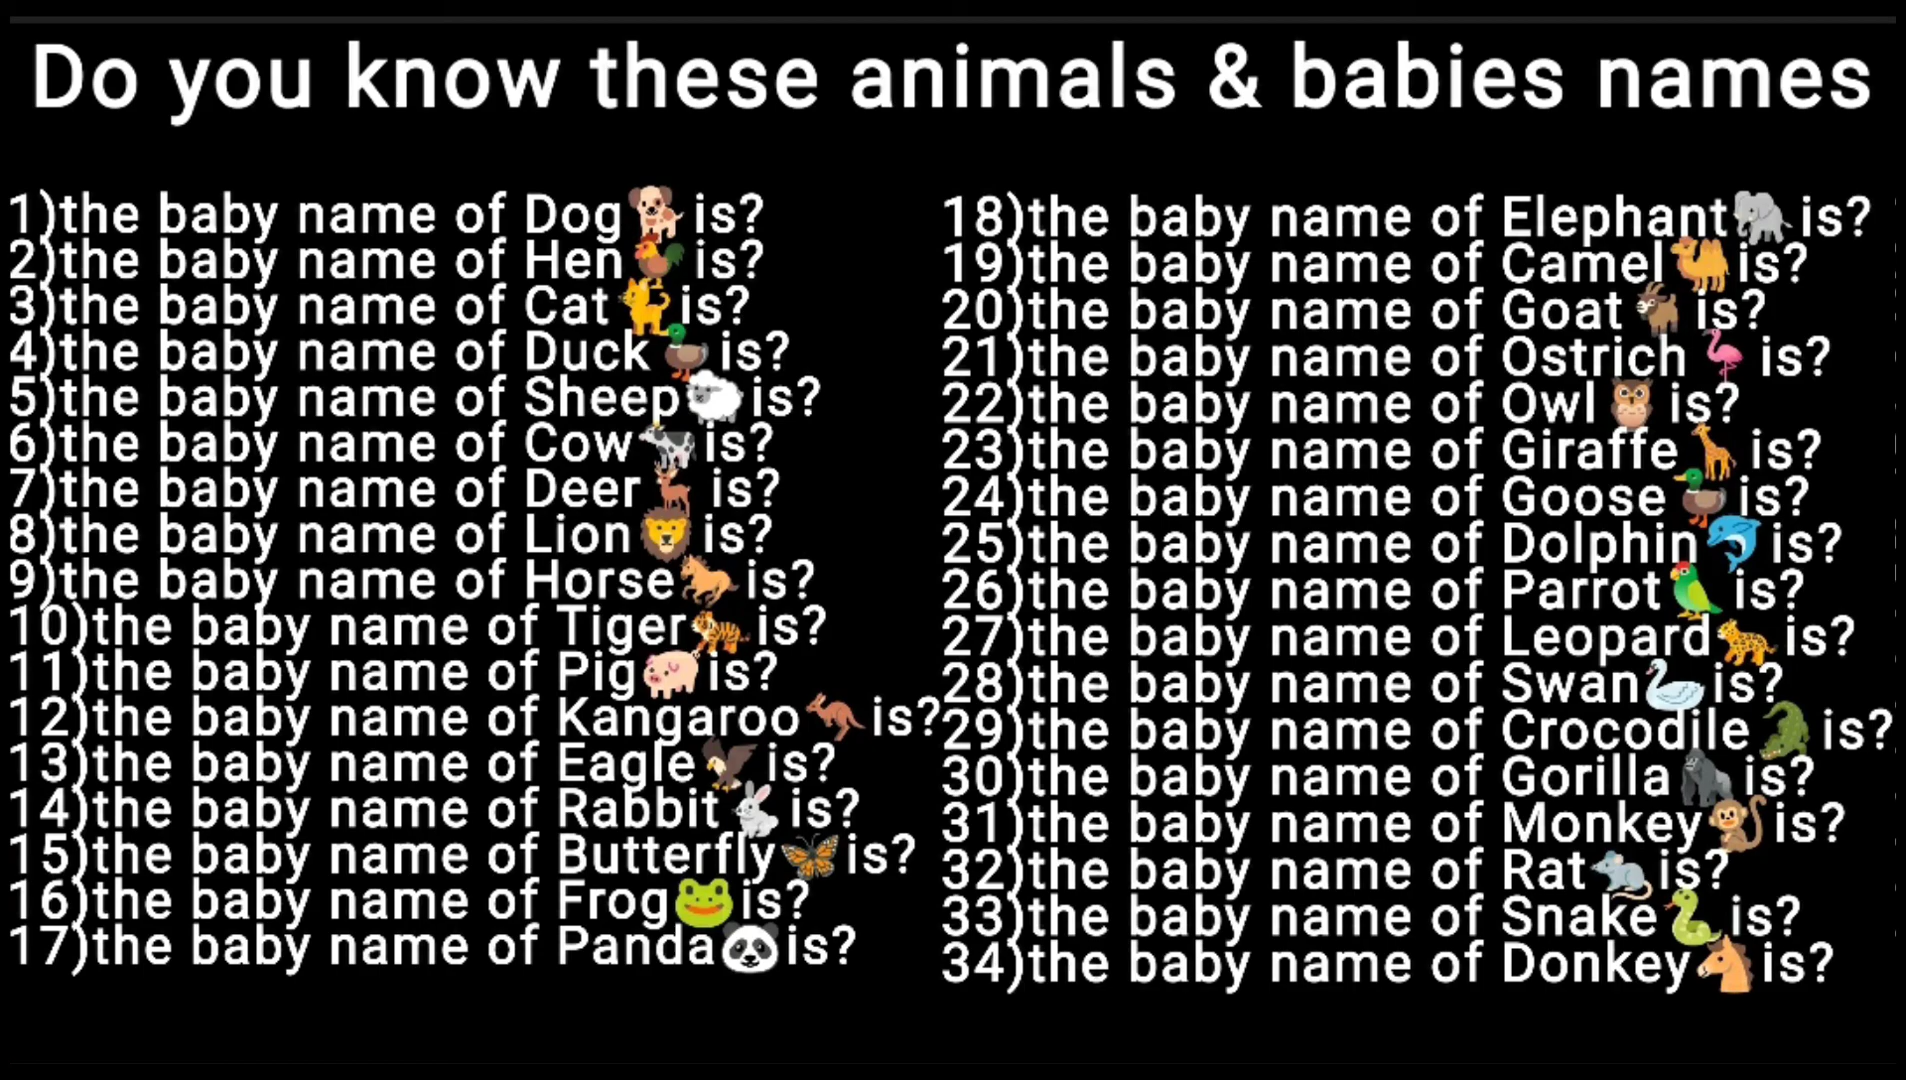 Do you know these animals & babies names
1)the baby name of Dog🐶 is?
2)the baby name of Hen🐓 is?
3)the baby name of Cat🐈 is?
4)the baby name of Duck🦆 is?
5)the baby name of Sheep🐑 is?
6)the baby name of Cow🐄 is?
7)the baby name of Deer🦌 is?
8)the baby name of Lion🦁 is?
9)the baby name of Horse🐎 is?
10)the baby name of Tiger🐅 is?
11)the baby name of Pig🐖 is?
12)the baby name of Kangaroo🦘 is?
13)the baby name of Eagle🦅 is?
14)the baby name of Rabbit🐇 is?
15)the baby name of Butterfly🦋 is?
16)the baby name of Frog🐸 is?
17)the baby name of Panda🐼 is?
18)the baby name of Elephant🐘 is?
19)the baby name of Camel🐫 is?
20)the baby name of Goat🐐 is?
21)the baby name of Ostrich🦩 is?
22)the baby name of Owl🦉 is?
23)the baby name of Giraffe🦒 is?
24)the baby name of Goose🦆 is?
25)the baby name of Dolphin🐬 is?
26)the baby name of Parrot🦜 is?
27)the baby name of Leopard🐆 is?
28)the baby name of Swan🦢 is?
29)the baby name of Crocodile🐊 is?
30)the baby name of Gorilla🦍 is?
31)the baby name of Monkey🐒 is?
32)the baby name of Rat🐀 is?
33)the baby name of Snake🐍 is?
34)the baby name of Donkey🐴 is?